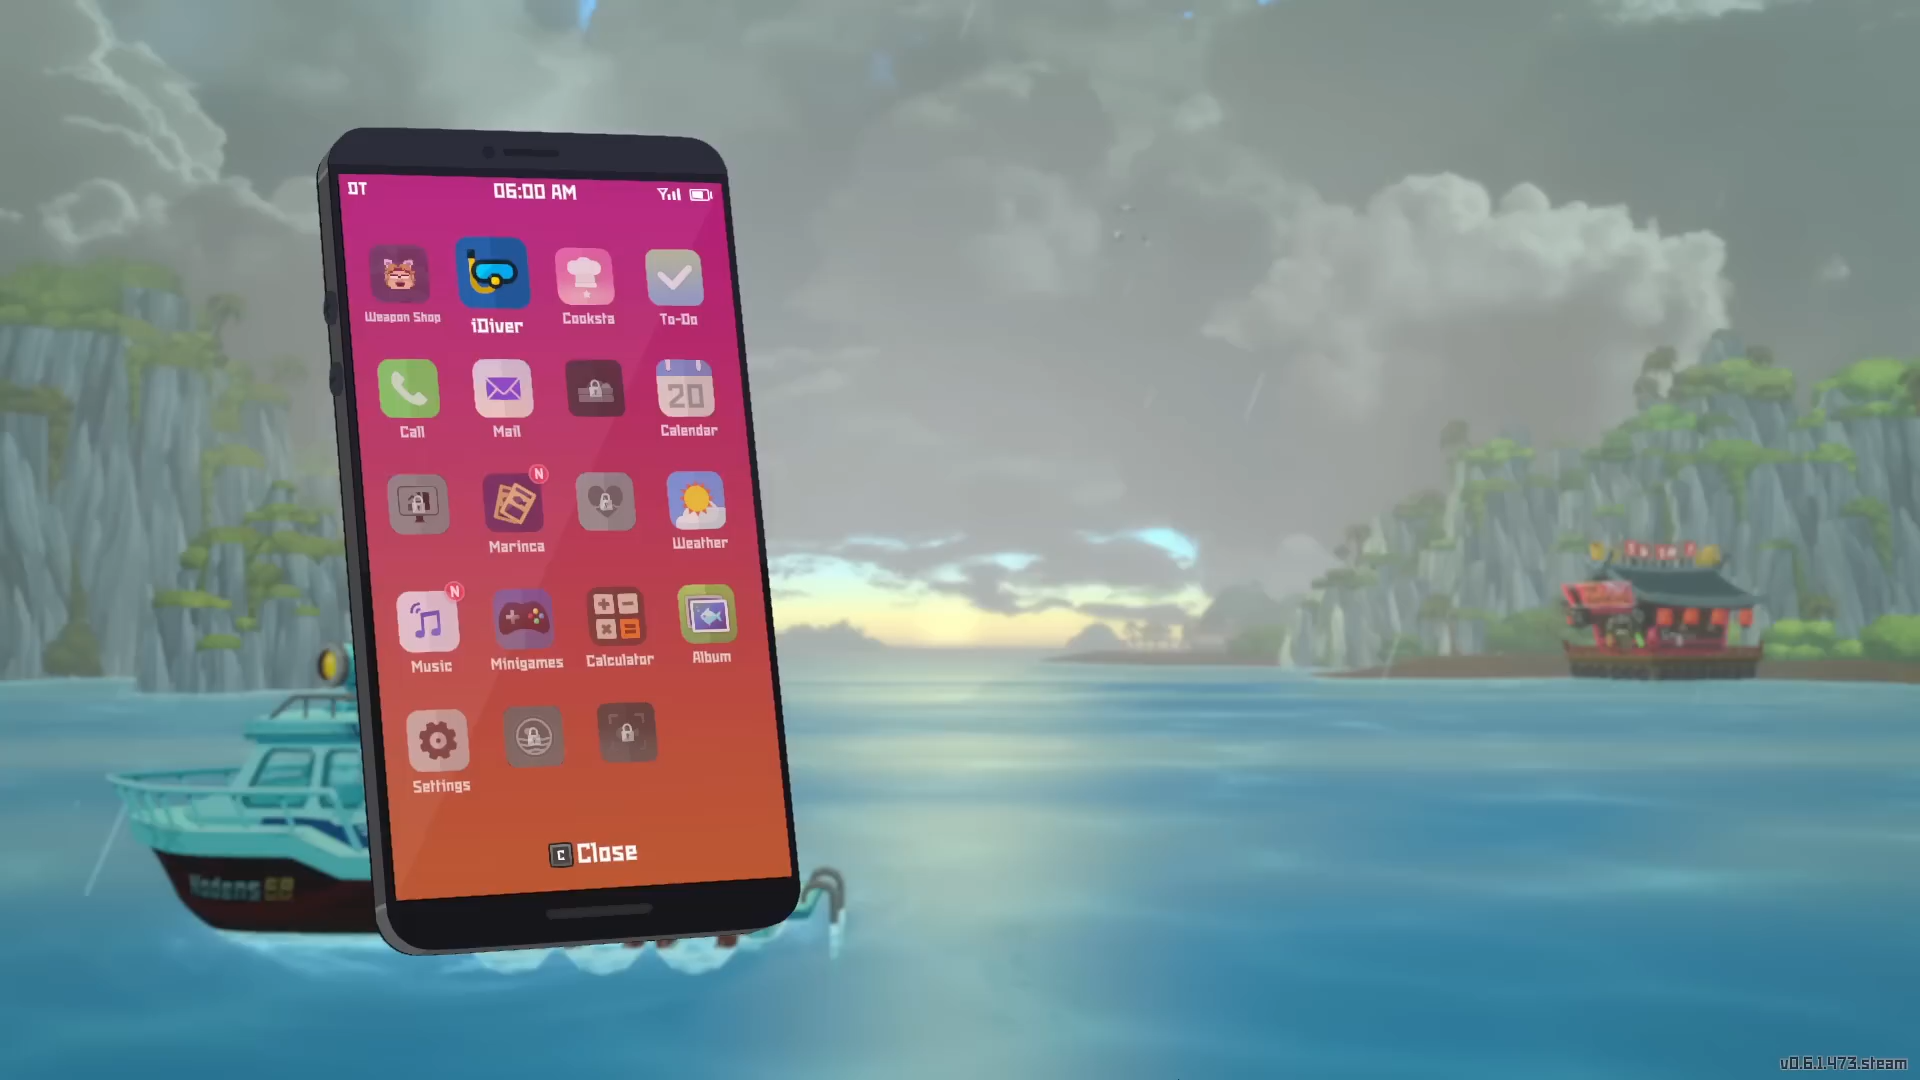 DT
06:00 AM
Weapon Shop
iDiver
Cooksta
To-Do
Call
Mail
20
Calendar
N
Marinca
Weather
N
Music
Minigames
Calculator
Album
Settings
C Close
v0.6.1.473.steam